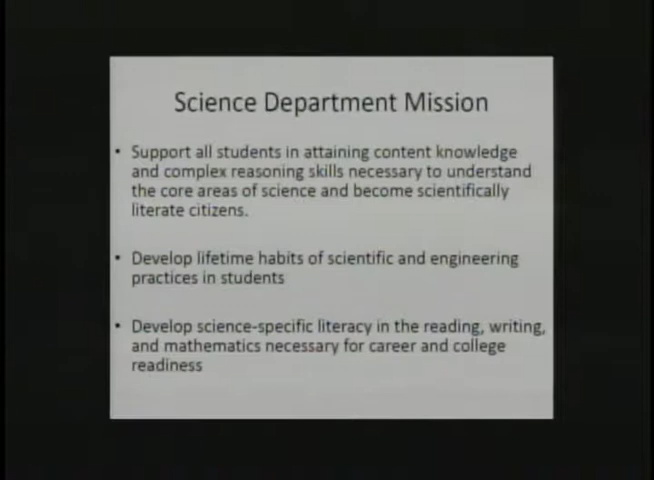 Science Department Mission
• Support all students in attaining content knowledge
and complex reasoning skills necessary to understand
the core areas of science and become scientifically
literate citizens.
• Develop lifetime habits of scientific and engineering
practices in students
• Develop science-specific literacy in the reading, writing,
and mathematics necessary for career and college
readiness